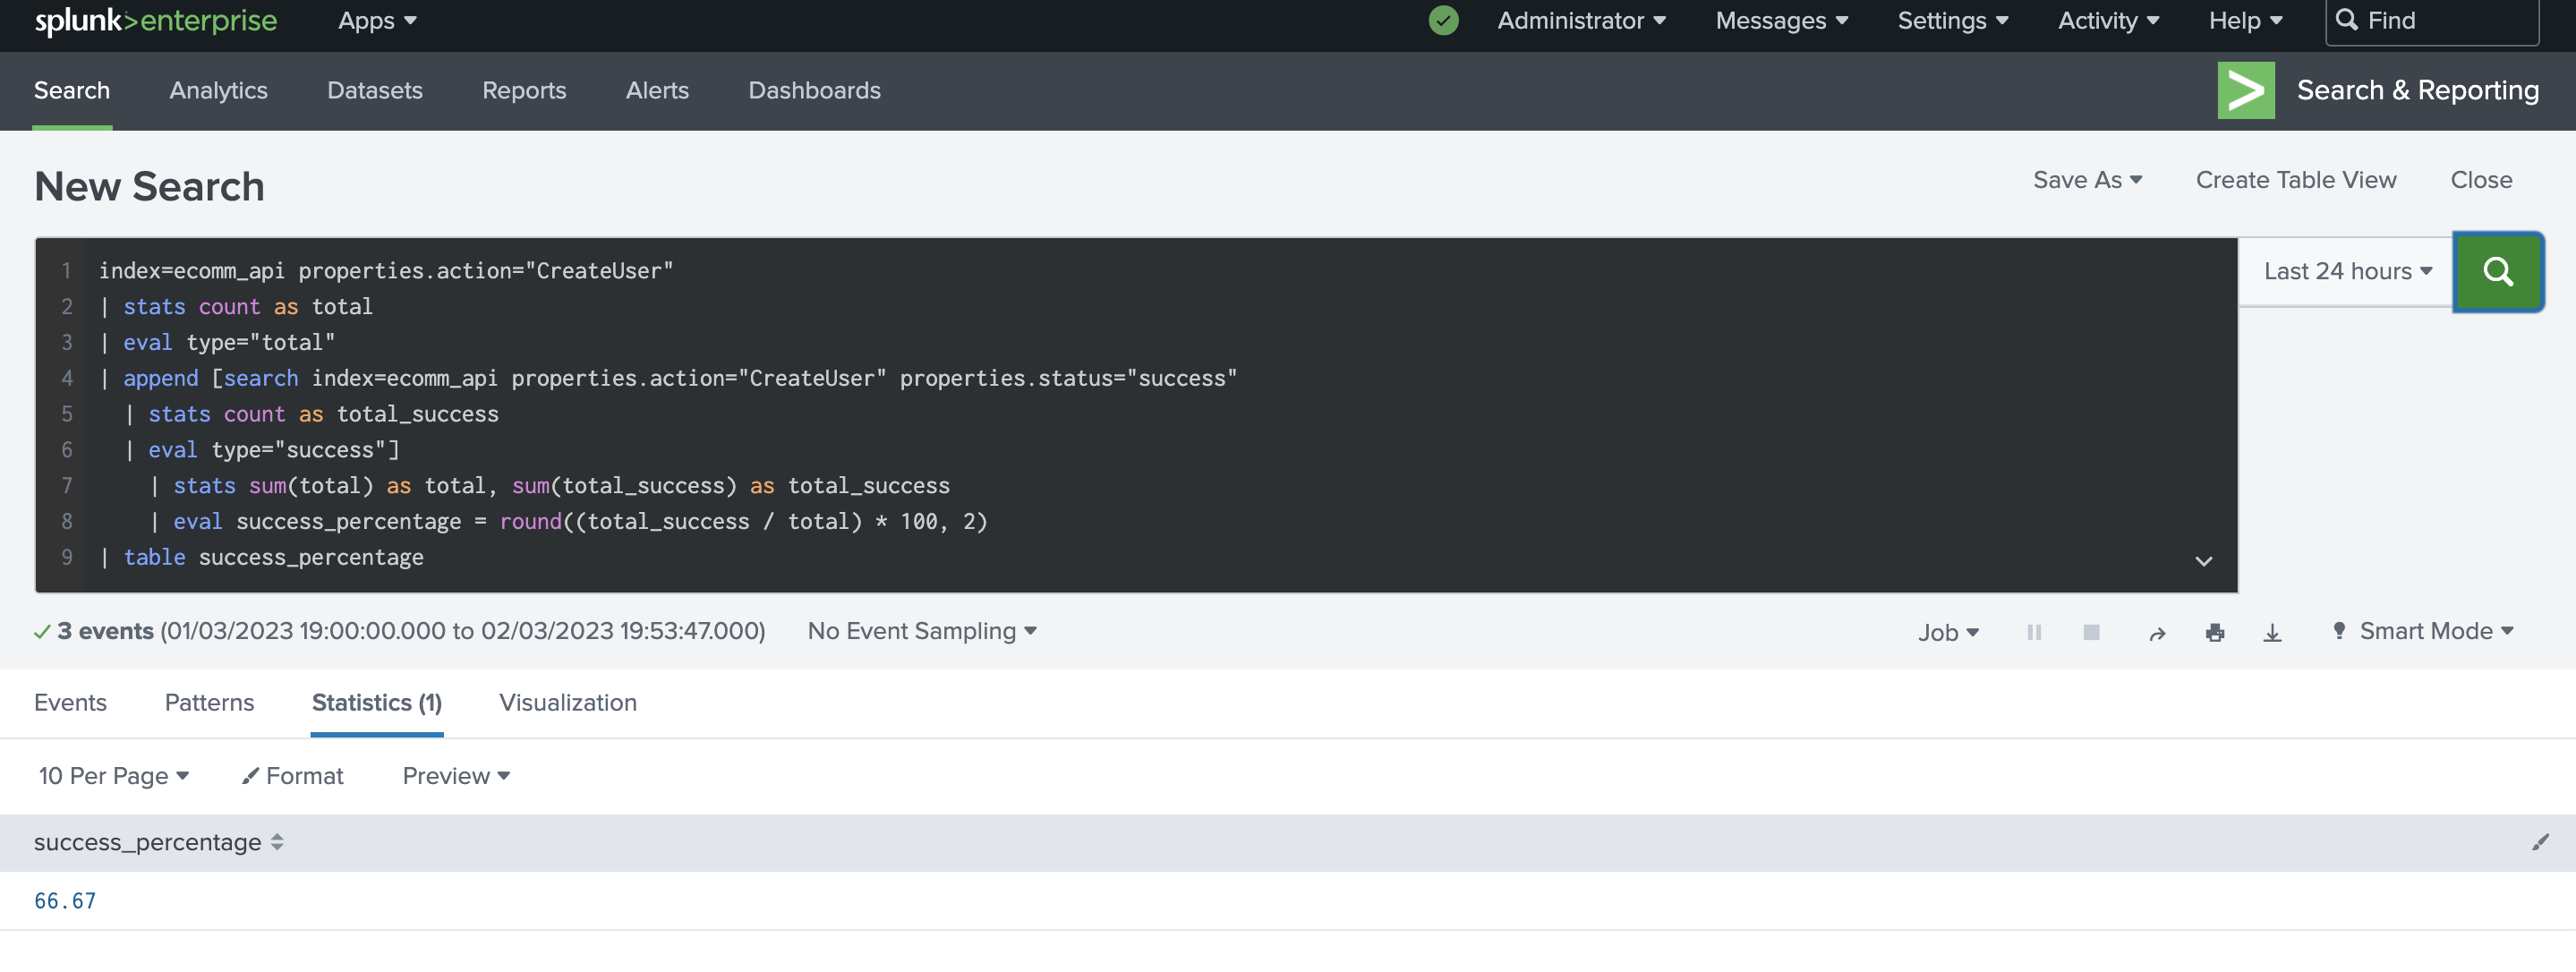 splunk>enterprise Apps Administrator Messages Settings Activity Help Find
Search Analytics Datasets Reports Alerts Dashboards Search & Reporting
New Search Save As Create Table View Close
1 index=ecomm_api properties.action="CreateUser" Last 24 hours
2 | stats count as total
3 | eval type="total"
4 | append [search index=ecomm_api properties.action="CreateUser" properties.status="success"
5 | stats count as total_success
6 | eval type="success"]
7 | stats sum(total) as total, sum(total_success) as total_success
8 | eval success_percentage = round((total_success / total) * 100, 2)
9 | table success_percentage
3 events (01/03/2023 19:00:00.000 to 02/03/2023 19:53:47.000) No Event Sampling Job Smart Mode
Events Patterns Statistics (1) Visualization
10 Per Page Format Preview
success_percentage
66.67